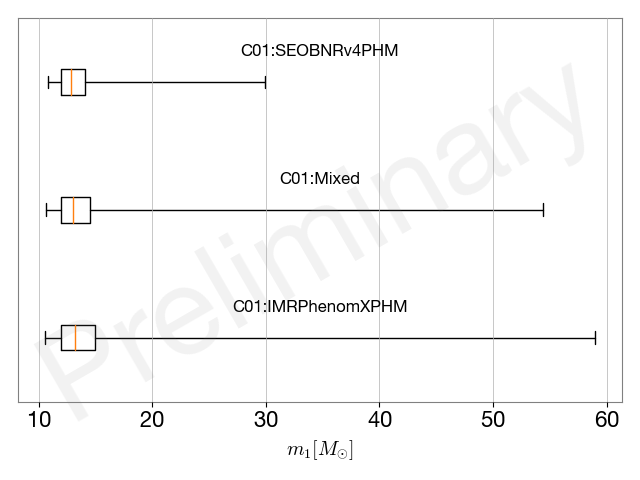 C01:SEOBNRv4PHM
C01:Mixed
C01:IMRPhenomXPHM
Preliminary
10 20 30 40 50 60
m₁[M☉]